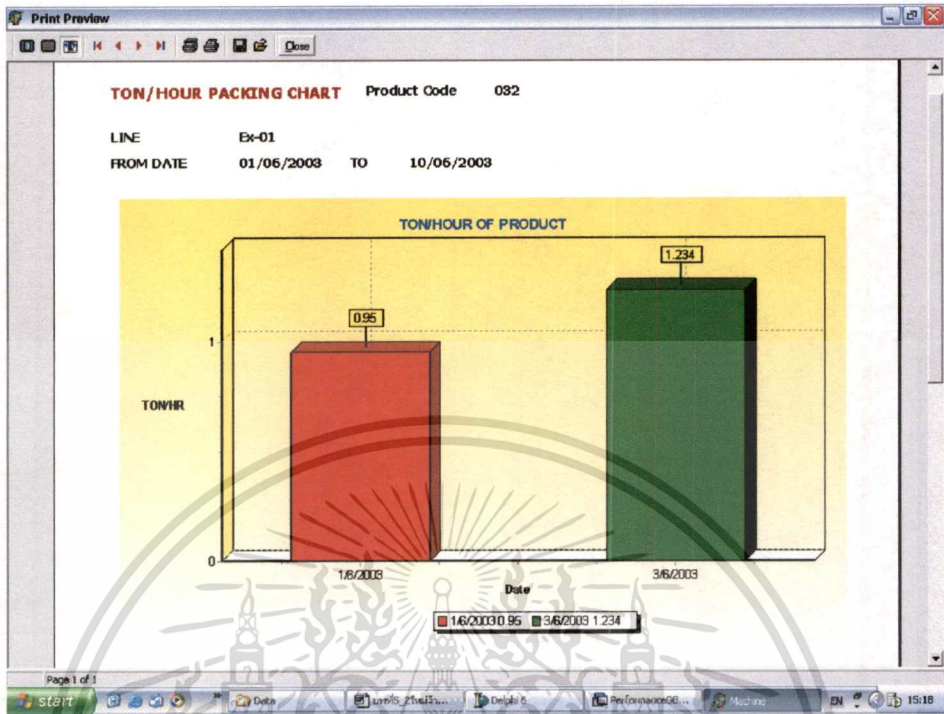 Print Preview
Close
TON/HOUR PACKING CHART Product Code 032
LINE Ex-01
FROM DATE 01/06/2003 TO 10/06/2003
TON/HOUR OF PRODUCT
1.234
0.95
1
TON/HR
0
1/6/2003 3/6/2003
Date
1/6/2003 0.95 3/6/2003 1.234
Page 1 of 1
start Data Delphi 6 Machine EN 15:18